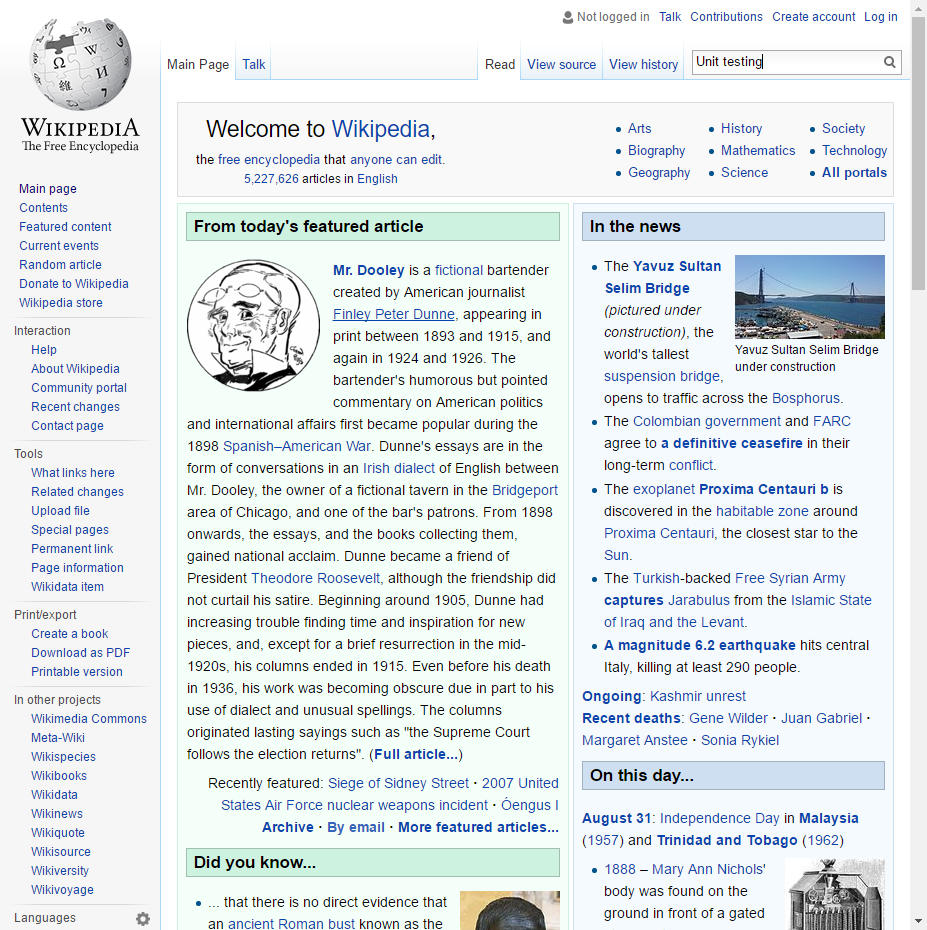 Not logged in Talk Contributions Create account Log in
Main Page Talk Read View source View history Unit testing
WIKIPEDIA
The Free Encyclopedia
Main page
Contents
Featured content
Current events
Random article
Donate to Wikipedia
Wikipedia store
Interaction
Help
About Wikipedia
Community portal
Recent changes
Contact page
Tools
What links here
Related changes
Upload file
Special pages
Permanent link
Page information
Wikidata item
Print/export
Create a book
Download as PDF
Printable version
In other projects
Wikimedia Commons
Meta-Wiki
Wikispecies
Wikibooks
Wikidata
Wikinews
Wikiquote
Wikisource
Wikiversity
Wikivoyage
Languages
Welcome to Wikipedia,
the free encyclopedia that anyone can edit.
5,227,626 articles in English
• Arts • History • Society
• Biography • Mathematics • Technology
• Geography • Science • All portals
From today's featured article
Mr. Dooley is a fictional bartender
created by American journalist
Finley Peter Dunne, appearing in
print between 1893 and 1915, and
again in 1924 and 1926. The
bartender's humorous but pointed
commentary on American politics
and international affairs first became popular during the
1898 Spanish–American War. Dunne's essays are in the
form of conversations in an Irish dialect of English between
Mr. Dooley, the owner of a fictional tavern in the Bridgeport
area of Chicago, and one of the bar's patrons. From 1898
onwards, the essays, and the books collecting them,
gained national acclaim. Dunne became a friend of
President Theodore Roosevelt, although the friendship did
not curtail his satire. Beginning around 1905, Dunne had
increasing trouble finding time and inspiration for new
pieces, and, except for a brief resurrection in the mid-
1920s, his columns ended in 1915. Even before his death
in 1936, his work was becoming obscure due in part to his
use of dialect and unusual spellings. The columns
originated lasting sayings such as "the Supreme Court
follows the election returns". (Full article...)
Recently featured: Siege of Sidney Street · 2007 United
States Air Force nuclear weapons incident · Óengus I
Archive · By email · More featured articles...
Did you know...
• ... that there is no direct evidence that
an ancient Roman bust known as the
In the news
• The Yavuz Sultan
Selim Bridge
(pictured under
construction), the
world's tallest
suspension bridge,
opens to traffic across the Bosphorus.
Yavuz Sultan Selim Bridge
under construction
• The Colombian government and FARC
agree to a definitive ceasefire in their
long-term conflict.
• The exoplanet Proxima Centauri b is
discovered in the habitable zone around
Proxima Centauri, the closest star to the
Sun.
• The Turkish-backed Free Syrian Army
captures Jarabulus from the Islamic State
of Iraq and the Levant.
• A magnitude 6.2 earthquake hits central
Italy, killing at least 290 people.
Ongoing: Kashmir unrest
Recent deaths: Gene Wilder · Juan Gabriel ·
Margaret Anstee · Sonia Rykiel
On this day...
August 31: Independence Day in Malaysia
(1957) and Trinidad and Tobago (1962)
• 1888 – Mary Ann Nichols'
body was found on the
ground in front of a gated